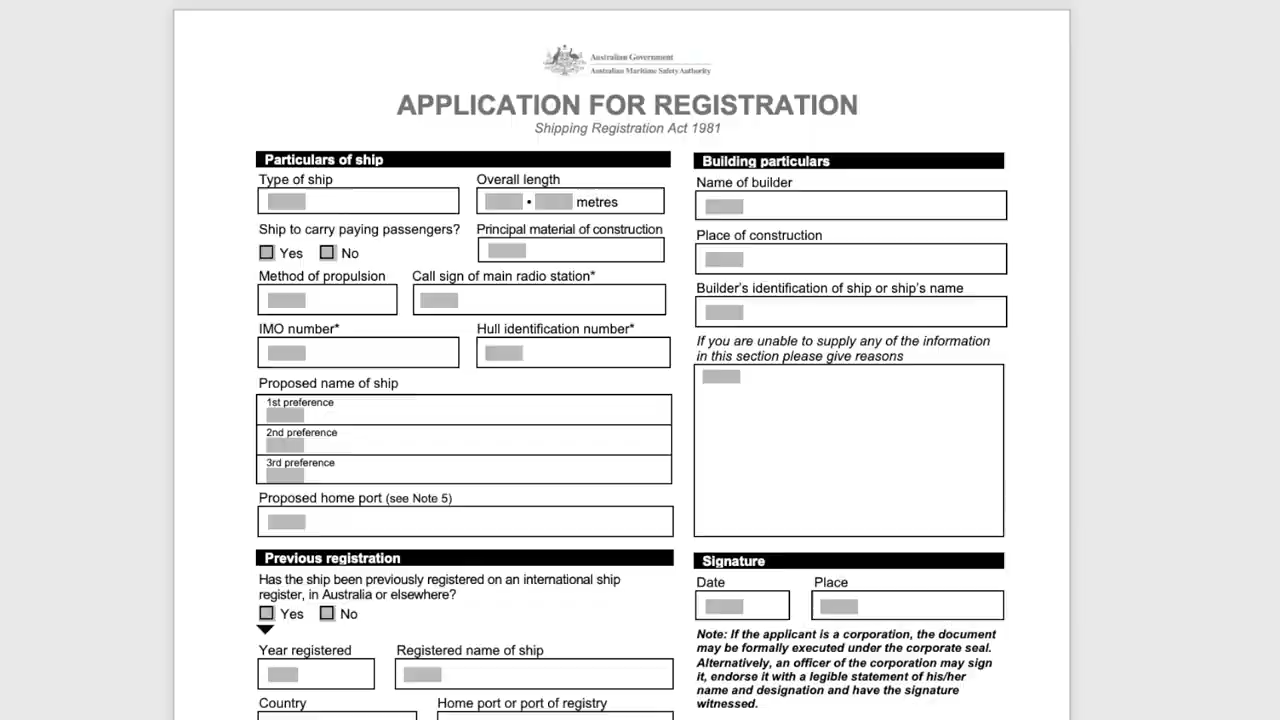 Australian Government
Australian Maritime Safety Authority
APPLICATION FOR REGISTRATION
Shipping Registration Act 1981
Particulars of ship
Type of ship
Overall length
• metres
Ship to carry paying passengers?
Yes
No
Principal material of construction
Method of propulsion
Call sign of main radio station*
IMO number*
Hull identification number*
Proposed name of ship
1st preference
2nd preference
3rd preference
Proposed home port (see Note 5)
Previous registration
Has the ship been previously registered on an international ship
register, in Australia or elsewhere?
Yes
No
Year registered
Registered name of ship
Country
Home port or port of registry
Building particulars
Name of builder
Place of construction
Builder's identification of ship or ship's name
If you are unable to supply any of the information
in this section please give reasons
Signature
Date
Place
Note: If the applicant is a corporation, the document
may be formally executed under the corporate seal.
Alternatively, an officer of the corporation may sign
it, endorse it with a legible statement of his/her
name and designation and have the signature
witnessed.